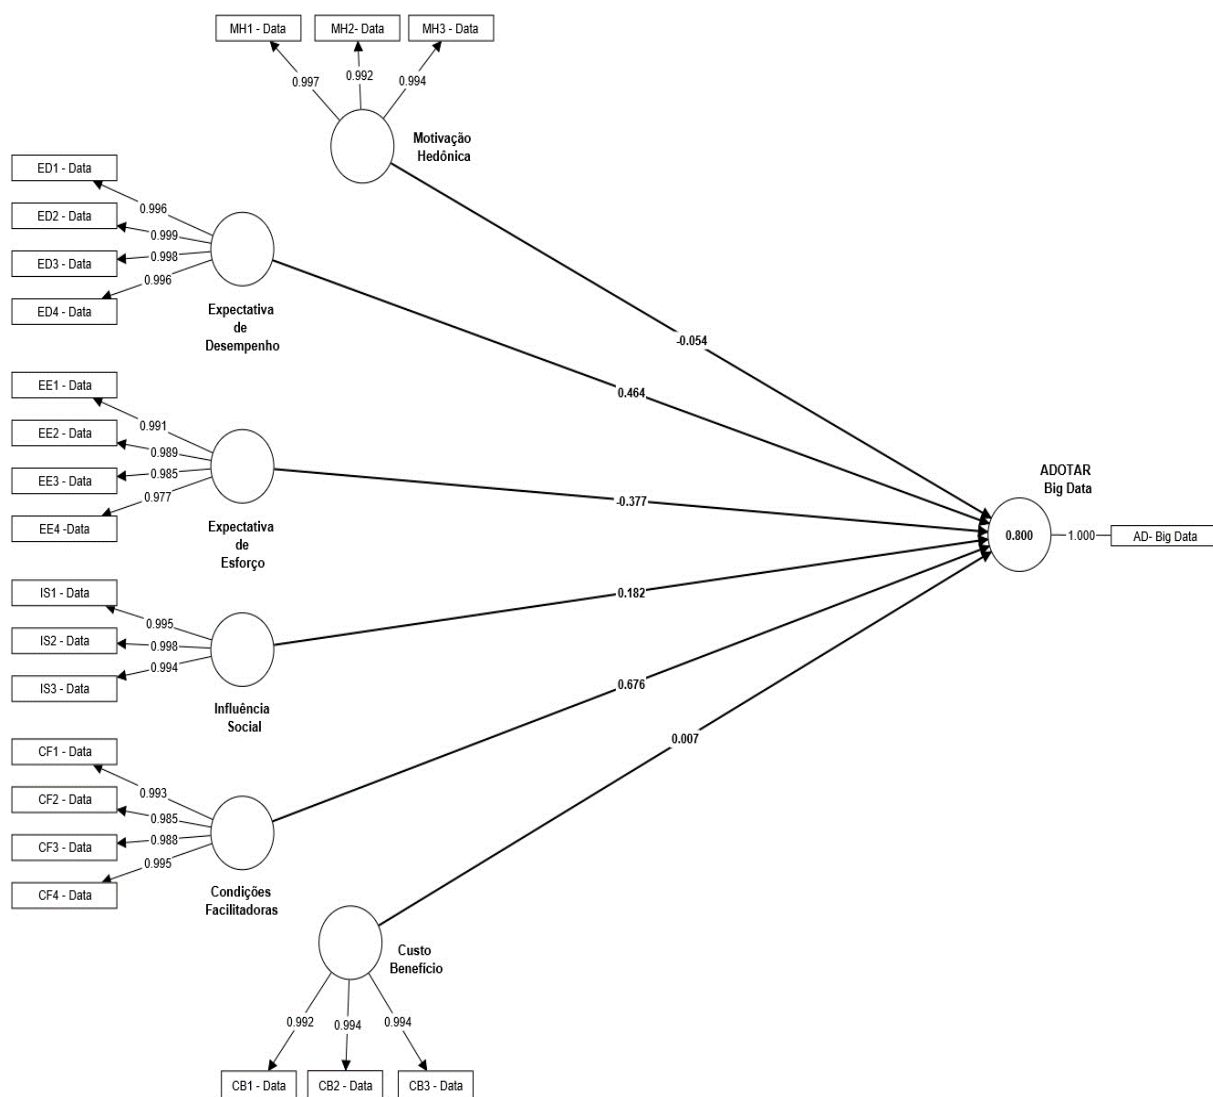 MH1 - Data
MH2- Data
MH3 - Data
0.997
0.992
0.994
Motivação
Hedônica
ED1 - Data
ED2 - Data
ED3 - Data
ED4 - Data
0.996
0.999
0.998
0.996
Expectativa
de
Desempenho
-0.054
0.464
EE1 - Data
EE2 - Data
EE3 - Data
EE4 -Data
0.991
0.989
0.985
0.977
Expectativa
de
Esforço
-0.377
ADOTAR
Big Data
0.800
1.000
AD- Big Data
IS1 - Data
IS2 - Data
IS3 - Data
0.995
0.998
0.994
Influência
Social
0.182
0.676
0.007
CF1 - Data
CF2 - Data
CF3 - Data
CF4 - Data
0.993
0.985
0.988
0.995
Condições
Facilitadoras
Custo
Benefício
0.992
0.994
0.994
CB1 - Data
CB2 - Data
CB3 - Data